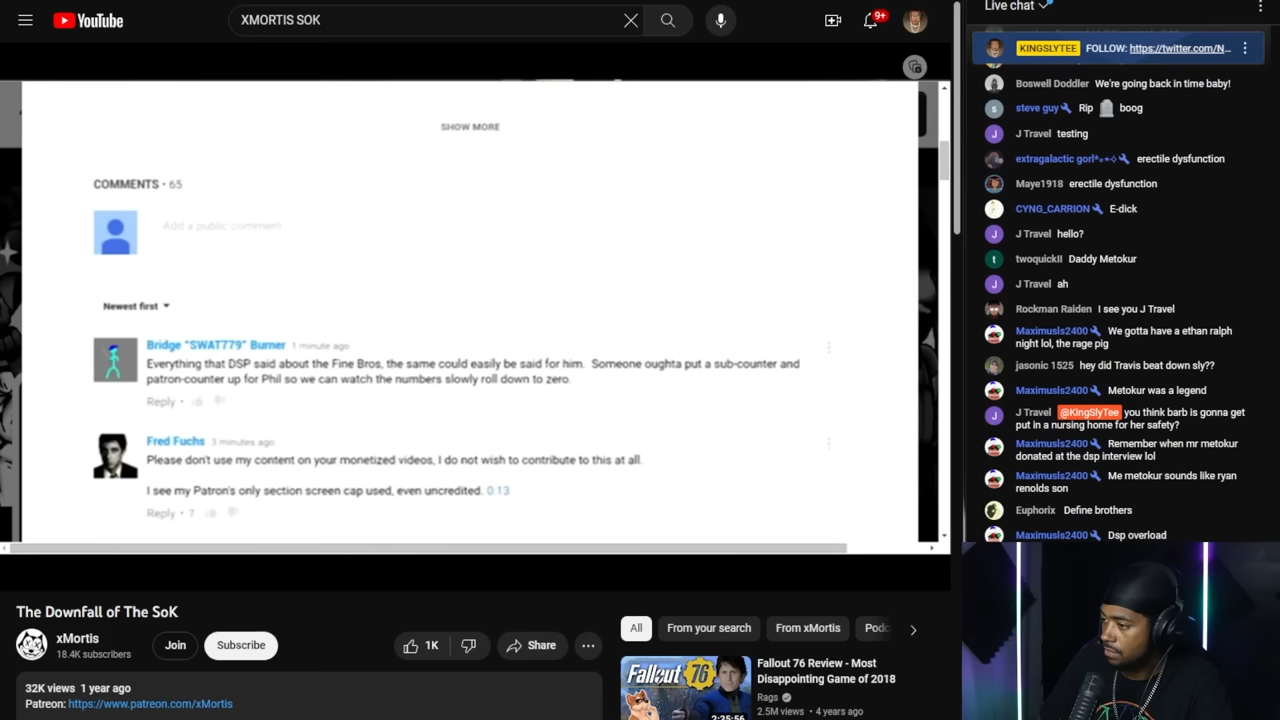 YouTube
XMORTIS SOK
9+
Live chat
KINGSLYTEE FOLLOW: https://twitter.com/N...
Boswell Doddler We're going back in time baby!
steve guy Rip boog
J Travel testing
extragalactic gorl*⋆⋆✧ erectile dysfunction
Maye1918 erectile dysfunction
CYNG_CARRION E-dick
J Travel hello?
twoquickII Daddy Metokur
J Travel ah
Rockman Raiden I see you J Travel
Maximusls2400 We gotta have a ethan ralph
night lol, the rage pig
jasonic 1525 hey did Travis beat down sly??
Maximusls2400 Metokur was a legend
J Travel @KingSlyTee you think barb is gonna get
put in a nursing home for her safety?
Maximusls2400 Remember when mr metokur
donated at the dsp interview lol
Maximusls2400 Me metokur sounds like ryan
renolds son
Euphorix Define brothers
Maximusls2400 Dsp overload
SHOW MORE
COMMENTS • 65
Add a public comment
Newest first
Bridge "SWAT779" Burner 1 minute ago
Everything that DSP said about the Fine Bros, the same could easily be said for him. Someone oughta put a sub-counter and
patron-counter up for Phil so we can watch the numbers slowly roll down to zero.
Reply •
Fred Fuchs 3 minutes ago
Please don't use my content on your monetized videos, I do not wish to contribute to this at all.
I see my Patron's only section screen cap used, even uncredited. 0:13
Reply • 7
The Downfall of The SoK
xMortis
18.4K subscribers
Join
Subscribe
1K
Share
32K views 1 year ago
Patreon: https://www.patreon.com/xMortis
All
From your search
From xMortis
Podc
Fallout 76
2:35:56
Fallout 76 Review - Most
Disappointing Game of 2018
Rags
2.5M views • 4 years ago